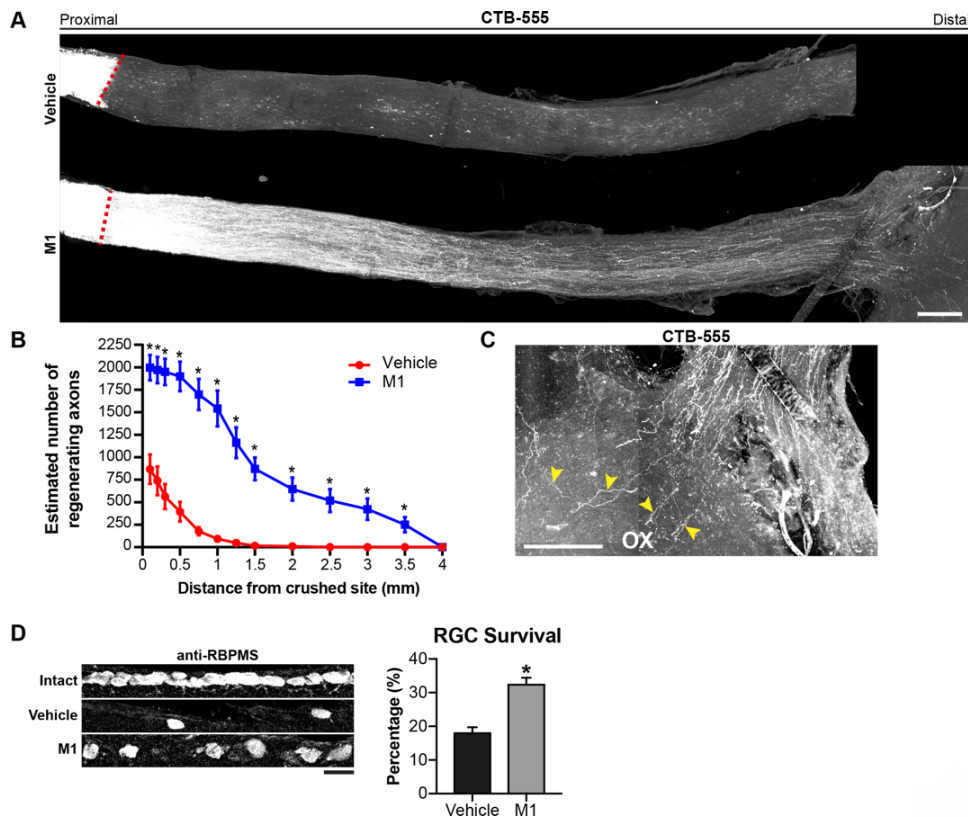 A
Proximal CTB-555 Distal
Vehicle
M1
B
Estimated number of
regenerating axons
2250
2000
1750
1500
1250
1000
750
500
250
0
* * * * * * * * * * * *
Vehicle
M1
0 0.5 1 1.5 2 2.5 3 3.5 4
Distance from crushed site (mm)
C
CTB-555
OX
D
anti-RBPMS
Intact
Vehicle
M1
RGC Survival
Percentage (%)
40
30
20
10
0
*
Vehicle M1